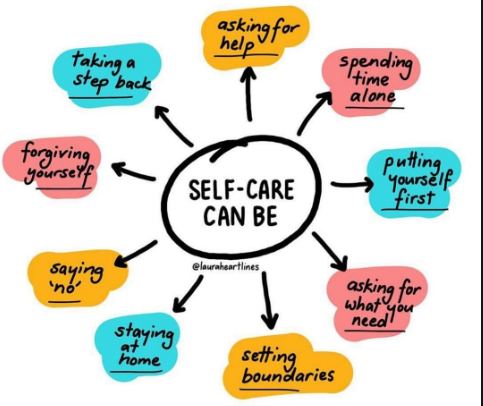 asking for
help
taking a
step back
spending
time
alone
forgiving
yourself
SELF-CARE
CAN BE
putting
yourself
first
@lauraheartlines
saying
'no'
asking for
what you
need
staying
at
home
setting
boundaries